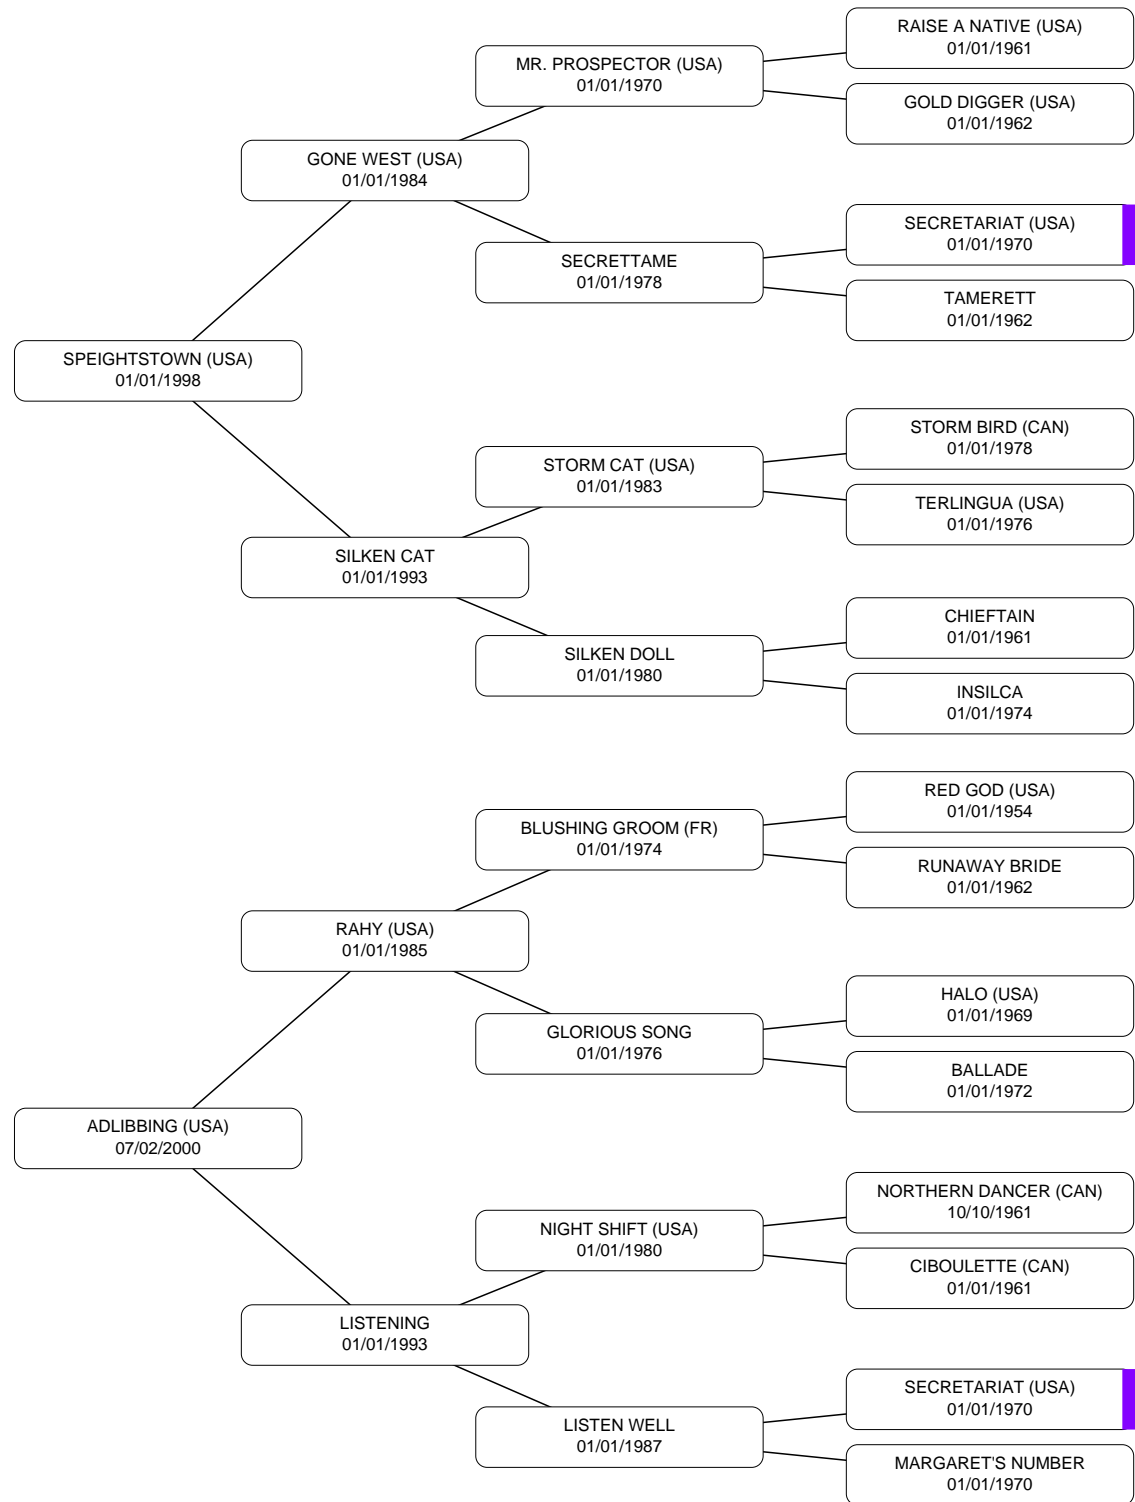 RAISE A NATIVE (USA)
01/01/1961
MR. PROSPECTOR (USA)
01/01/1970
GOLD DIGGER (USA)
01/01/1962
GONE WEST (USA)
01/01/1984
SECRETARIAT (USA)
01/01/1970
SECRETTAME
01/01/1978
TAMERETT
01/01/1962
SPEIGHTSTOWN (USA)
01/01/1998
STORM BIRD (CAN)
01/01/1978
STORM CAT (USA)
01/01/1983
TERLINGUA (USA)
01/01/1976
SILKEN CAT
01/01/1993
CHIEFTAIN
01/01/1961
SILKEN DOLL
01/01/1980
INSILCA
01/01/1974
RED GOD (USA)
01/01/1954
BLUSHING GROOM (FR)
01/01/1974
RUNAWAY BRIDE
01/01/1962
RAHY (USA)
01/01/1985
HALO (USA)
01/01/1969
GLORIOUS SONG
01/01/1976
BALLADE
01/01/1972
ADLIBBING (USA)
07/02/2000
NORTHERN DANCER (CAN)
10/10/1961
NIGHT SHIFT (USA)
01/01/1980
CIBOULETTE (CAN)
01/01/1961
LISTENING
01/01/1993
SECRETARIAT (USA)
01/01/1970
LISTEN WELL
01/01/1987
MARGARET'S NUMBER
01/01/1970